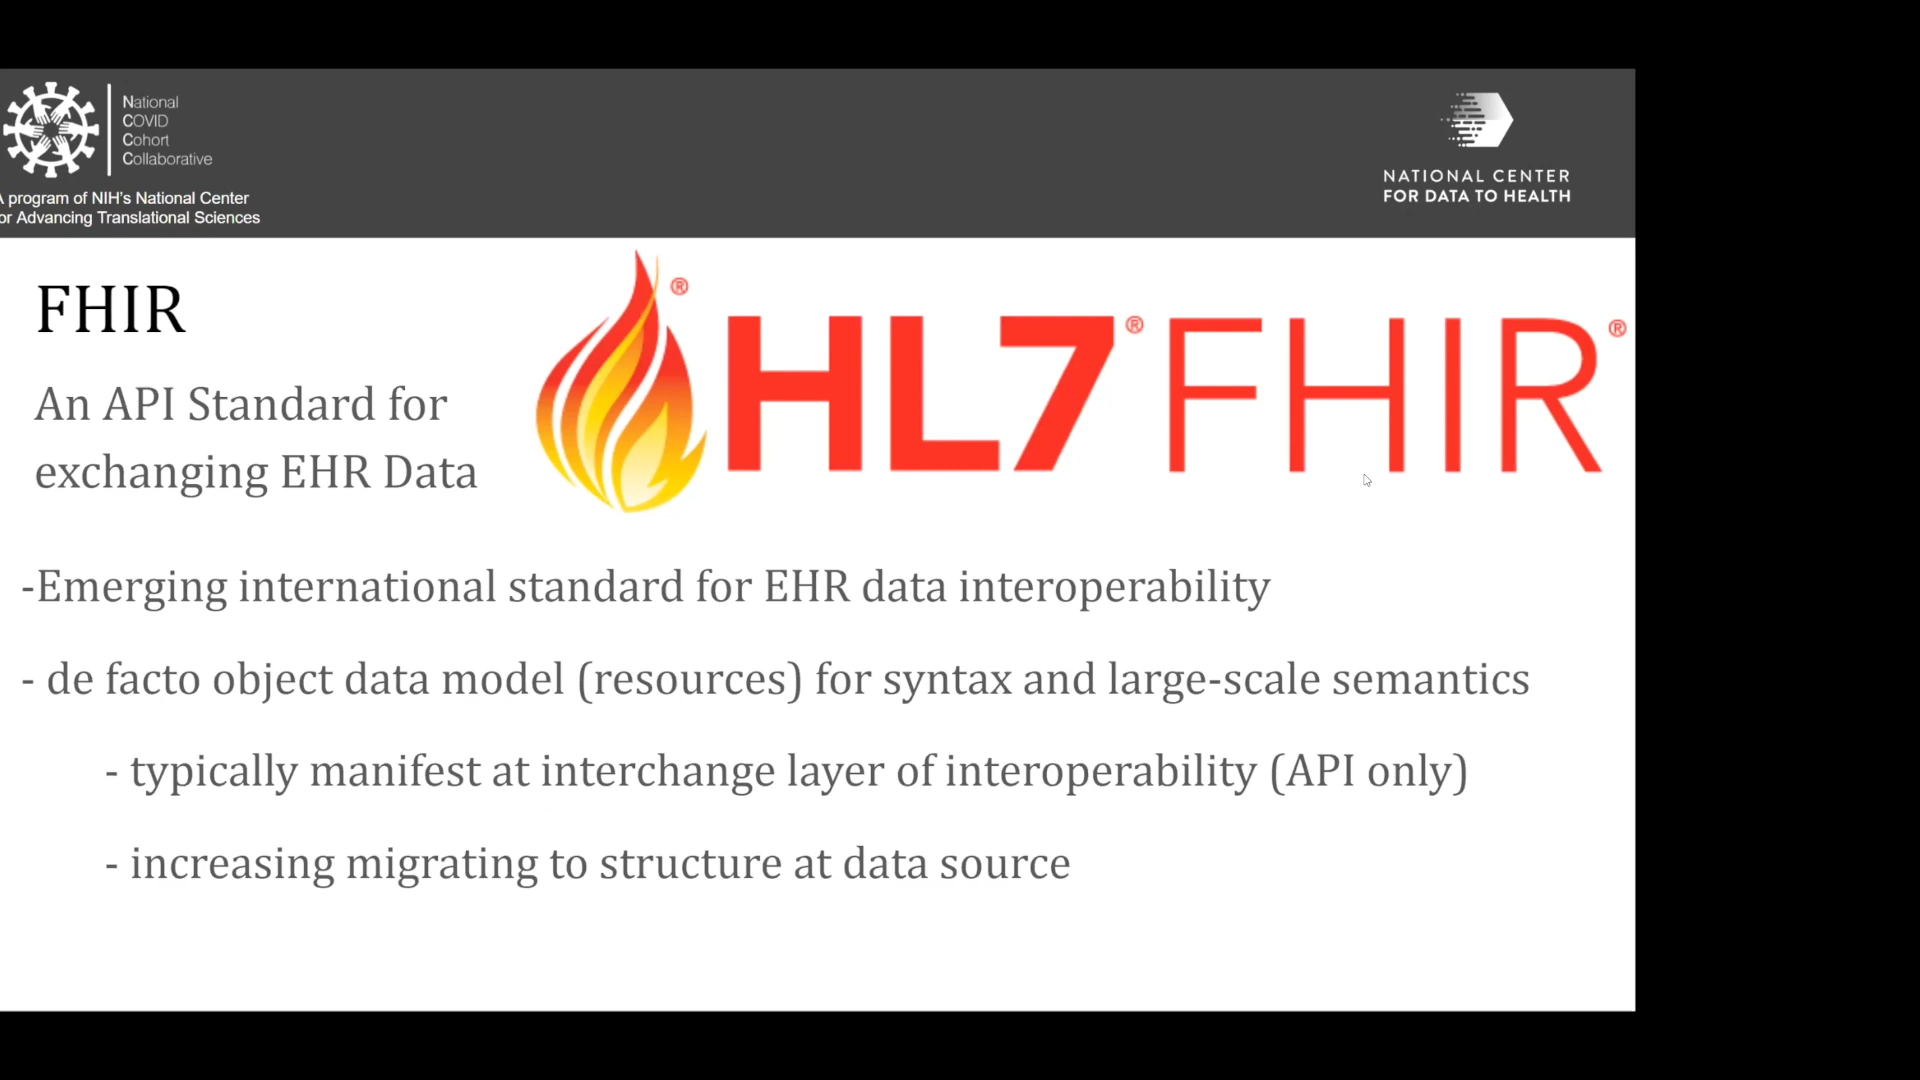 National
COVID
Cohort
Collaborative
A program of NIH's National Center
or Advancing Translational Sciences
NATIONAL CENTER
FOR DATA TO HEALTH
FHIR
An API Standard for
exchanging EHR Data
® HL7® FHIR®
-Emerging international standard for EHR data interoperability
- de facto object data model (resources) for syntax and large-scale semantics
- typically manifest at interchange layer of interoperability (API only)
- increasing migrating to structure at data source